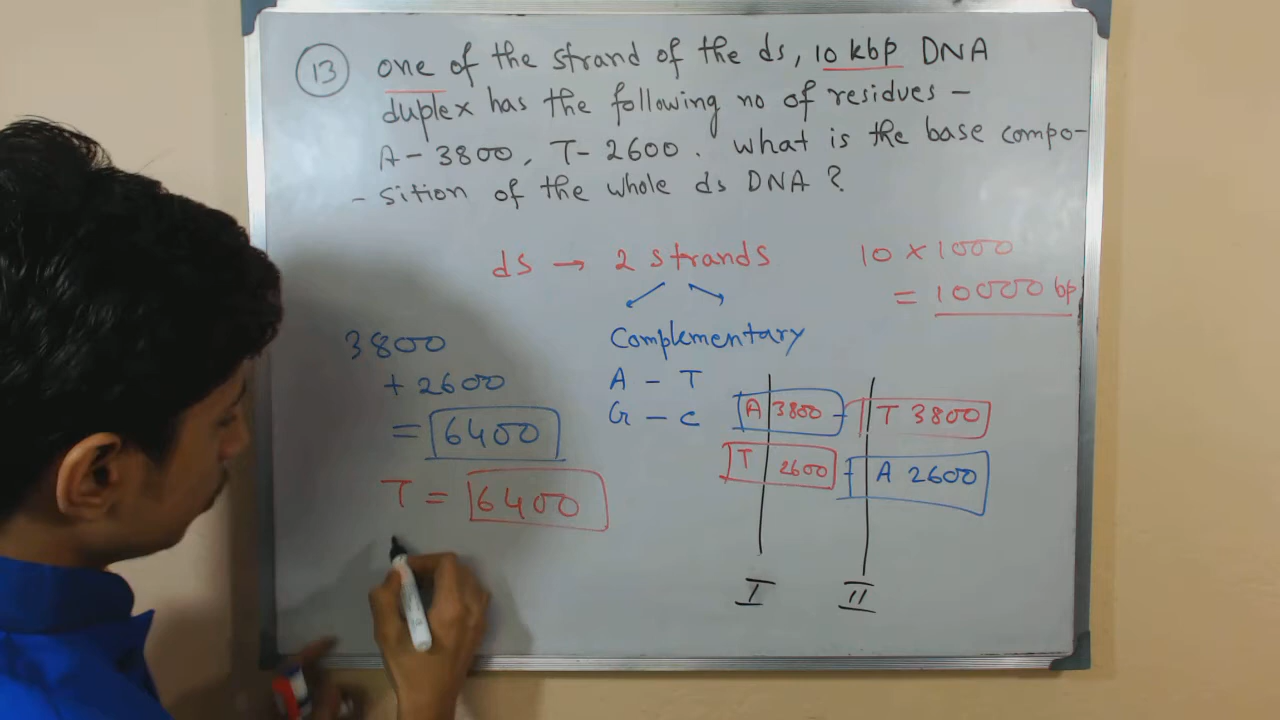 13 one of the strand of the ds, 10 kbp DNA
duplex has the following no of residues -
A - 3800, T- 2600. what is the base compo-
- sition of the whole ds DNA?
ds → 2 strands
10 x 1000
= 10000 bp
Complementary
A - T
G - C
3800
+ 2600
= 6400
T = 6400
A 3800 - T 3800
T 2600 - A 2600
I II